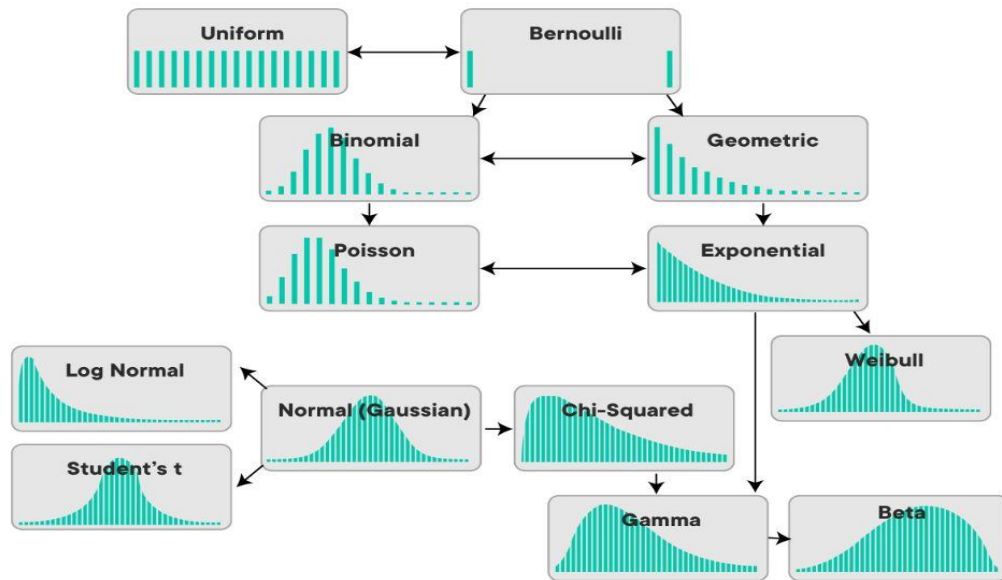 Uniform
Bernoulli
Binomial
Geometric
Poisson
Exponential
Log Normal
Normal (Gaussian)
Chi-Squared
Weibull
Student's t
Gamma
Beta